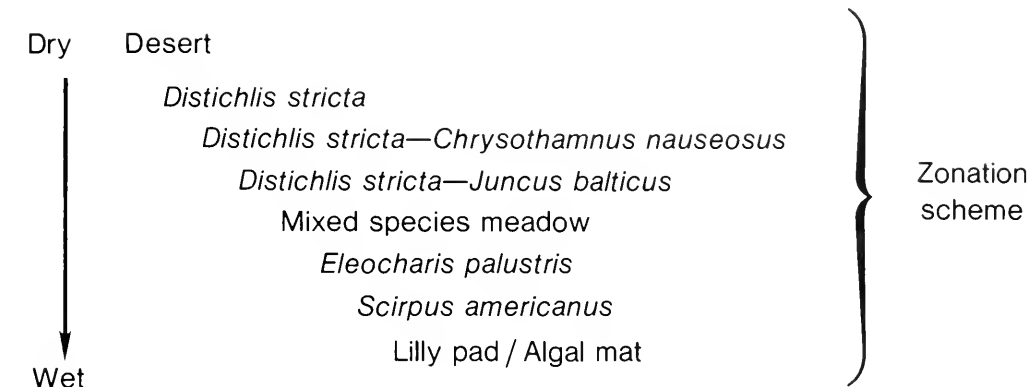 Dry Desert
Distichlis stricta
Distichlis stricta—Chrysothamnus nauseosus
Distichlis stricta—Juncus balticus
Mixed species meadow
Eleocharis palustris
Scirpus americanus
Lilly pad / Algal mat
Wet
Zonation
scheme